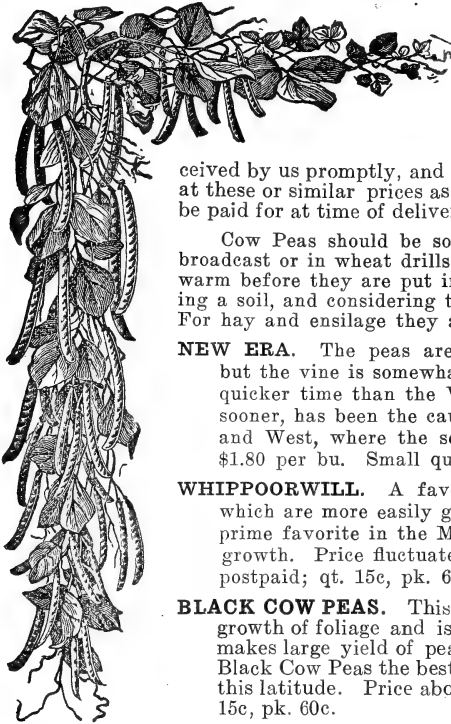 ceived by us promptly, and
at these or similar prices as
be paid for at time of deliver
Cow Peas should be so
broadcast or in wheat drills
warm before they are put i
ing a soil, and considering t
For hay and ensilage they a
NEW ERA. The peas are
but the vine is somewha
quicker time than the
sooner, has been the cau
and West, where the se
$1.80 per bu. Small qu
WHIPPOORWILL. A fav
which are more easily g
prime favorite in the M
growth. Price fluctuate
postpaid; qt. 15c, pk. 6
BLACK COW PEAS. This
growth of foliage and is
makes large yield of pea
Black Cow Peas the best
this latitude. Price abo
15c, pk. 60c.